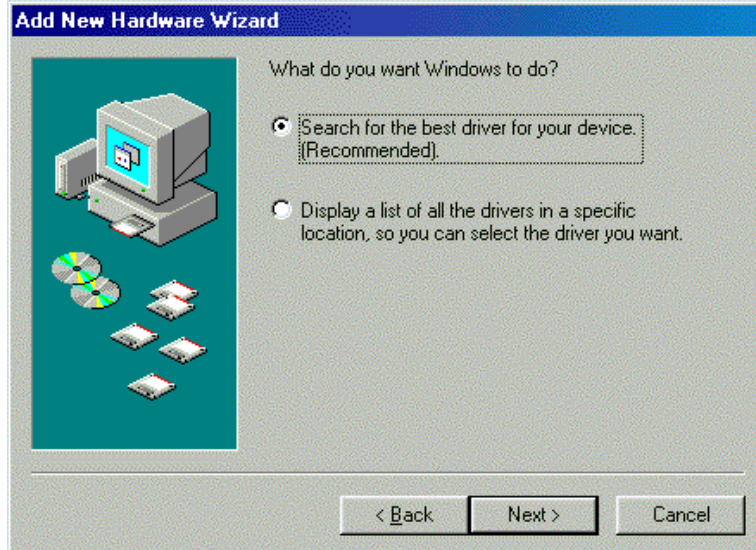 Add New Hardware Wizard
What do you want Windows to do?
Search for the best driver for your device.
(Recommended).
Display a list of all the drivers in a specific
location, so you can select the driver you want.
< Back
Next >
Cancel